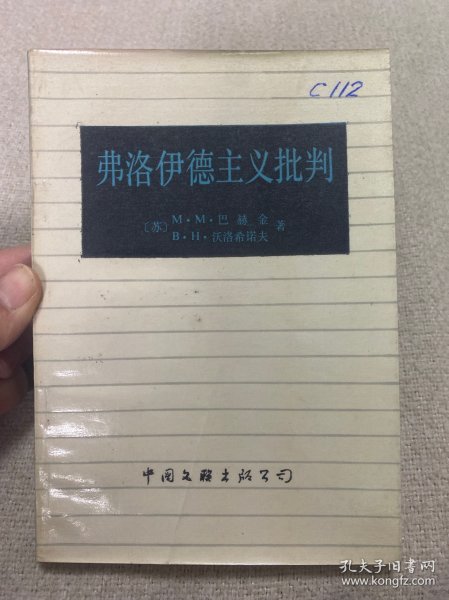 C112
弗洛伊德主义批判
〔苏〕M·M·巴赫金
B·H·沃洛希诺夫 著
中国文联出版公司
孔夫子旧书网
www.kongfz.com